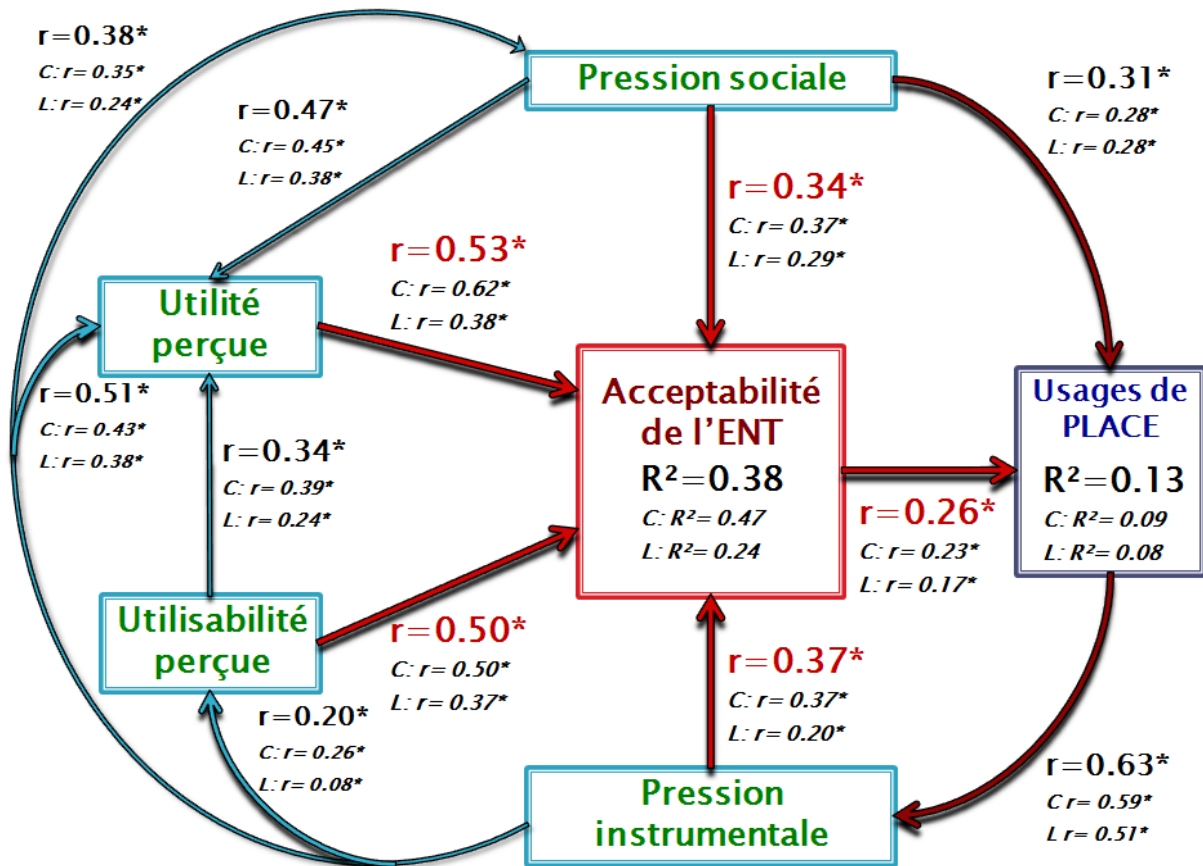 r=0.38*
C: r= 0.35*
L: r= 0.24*
Pression sociale
r=0.31*
C: r= 0.28*
L: r= 0.28*
r=0.47*
C: r= 0.45*
L: r= 0.38*
r=0.34*
C: r= 0.37*
L: r= 0.29*
r=0.53*
C: r= 0.62*
L: r= 0.38*
Utilité
perçue
Acceptabilité
de l'ENT
R²=0.38
C: R²= 0.47
L: R²= 0.24
Usages de
PLACE
R²=0.13
C: R²= 0.09
L: R²= 0.08
r=0.51*
C: r= 0.43*
L: r= 0.38*
r=0.34*
C: r= 0.39*
L: r= 0.24*
r=0.26*
C: r= 0.23*
L: r= 0.17*
Utilisabilité
perçue
r=0.50*
C: r= 0.50*
L: r= 0.37*
r=0.37*
C: r= 0.37*
L: r= 0.20*
r=0.20*
C: r= 0.26*
L: r= 0.08*
Pression
instrumentale
r=0.63*
C r= 0.59*
L r= 0.51*